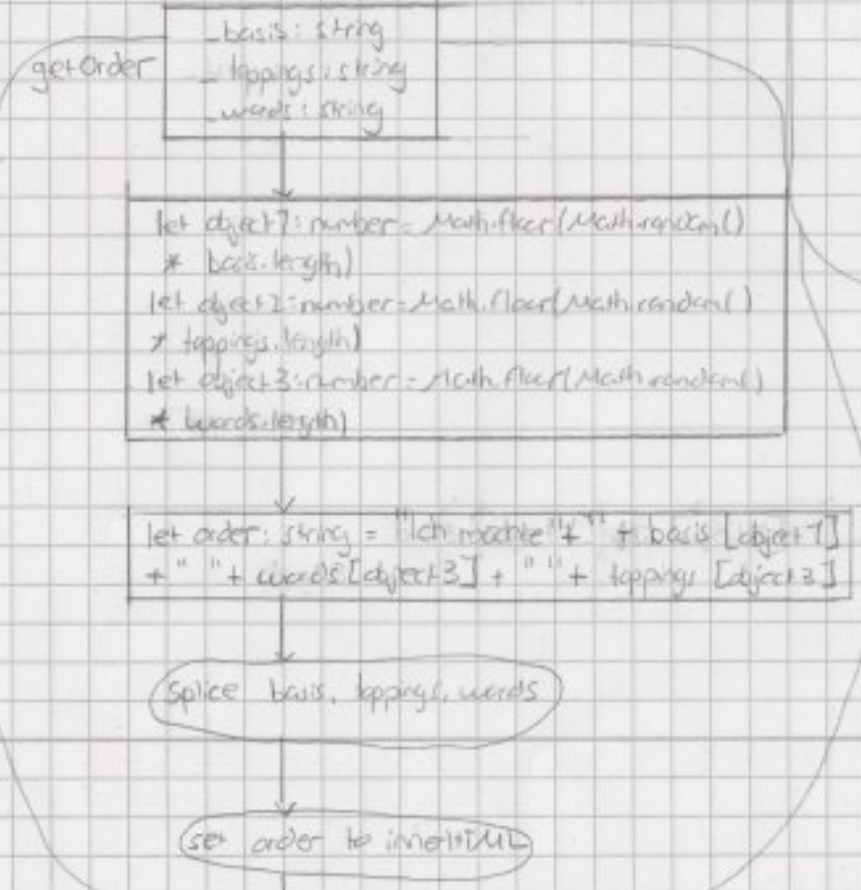 getOrder
_basis: string
_ toppings: string
_words: string
let object1: number = Math.floor(Math.random()
* basis.length)
let object2: number = Math.floor(Math.random()
* toppings.length)
let object3: number = Math.floor(Math.random()
* words.length)
let order: string = "Ich möchte" + " " + basis [object1]
+ " " + words [object3] + " " + toppings [object2]
splice basis, toppings, words
set order to innerHTML